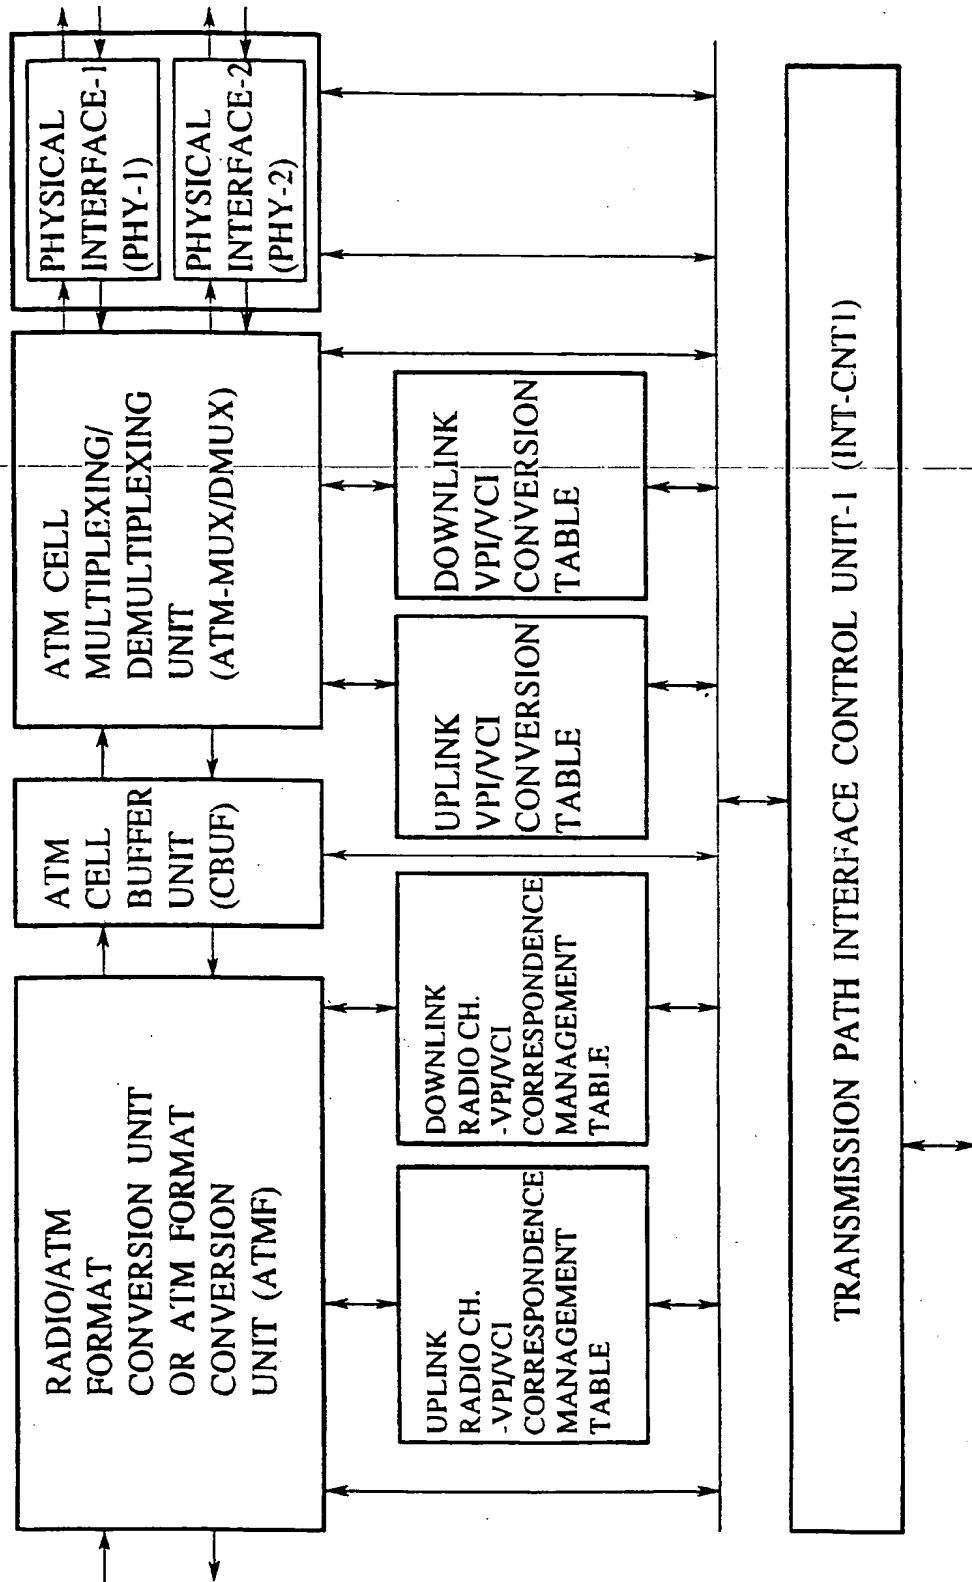 RADIO/ATM
FORMAT
CONVERSION UNIT
OR ATM FORMAT
CONVERSION
UNIT (ATMF)
ATM
CELL
BUFFER
UNIT
(CBUF)
ATM CELL
MULTIPLEXING/
DEMULTIPLEXING
UNIT
(ATM-MUX/DMUX)
PHYSICAL
INTERFACE-1
(PHY-1)
PHYSICAL
INTERFACE-2
(PHY-2)
UPLINK
RADIO CH.
-VPI/VCI
CORRESPONDENCE
MANAGEMENT
TABLE
DOWNLINK
RADIO CH.
-VPI/VCI
CORRESPONDENCE
MANAGEMENT
TABLE
UPLINK
VPI/VCI
CONVERSION
TABLE
DOWNLINK
VPI/VCI
CONVERSION
TABLE
TRANSMISSION PATH INTERFACE CONTROL UNIT-1 (INT-CNT1)